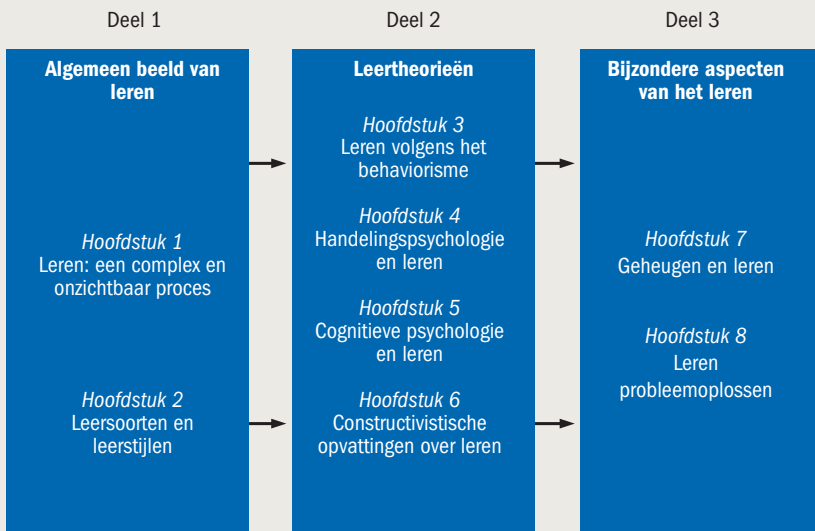 Deel 1
Algemeen beeld van
leren
Hoofdstuk 1
Leren: een complex en
onzichtbaar proces
Hoofdstuk 2
Leersoorten en
leerstijlen
Deel 2
Leertheorieën
Hoofdstuk 3
Leren volgens het
behaviorisme
Hoofdstuk 4
Handelingspsychologie
en leren
Hoofdstuk 5
Cognitieve psychologie
en leren
Hoofdstuk 6
Constructivistische
opvattingen over leren
Deel 3
Bijzondere aspecten
van het leren
Hoofdstuk 7
Geheugen en leren
Hoofdstuk 8
Leren
probleemoplossen